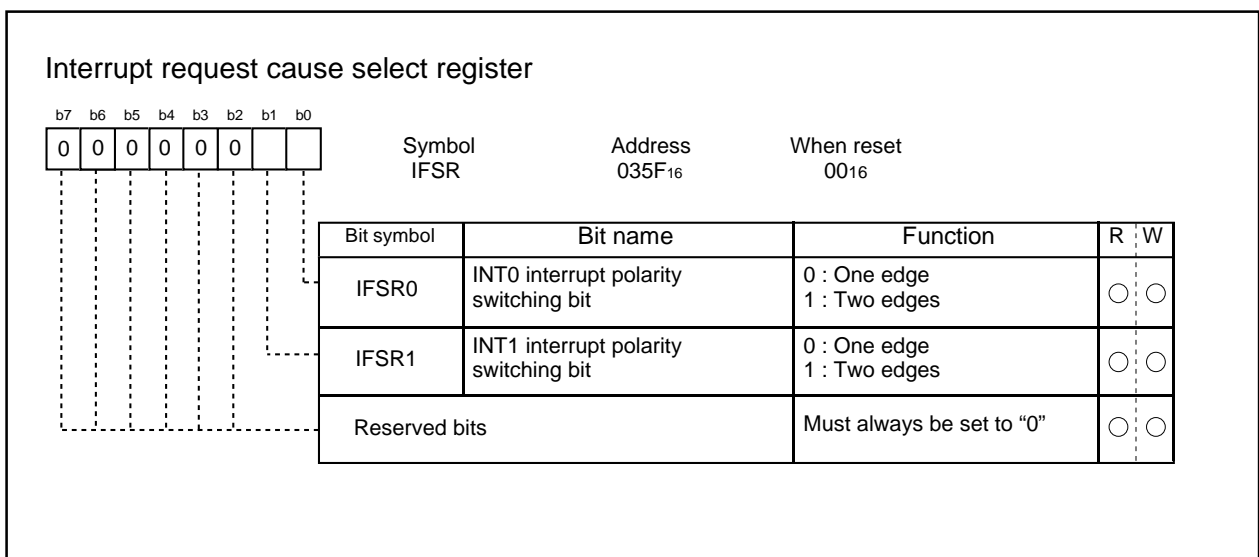 Interrupt request cause select register
b7 b6 b5 b4 b3 b2 b1 b0
0 0 0 0 0 0
Symbol Address When reset
IFSR 035F16 0016
Bit symbol Bit name Function R W
IFSR0 INT0 interrupt polarity switching bit 0 : One edge
1 : Two edges
IFSR1 INT1 interrupt polarity switching bit 0 : One edge
1 : Two edges
Reserved bits Must always be set to “0”